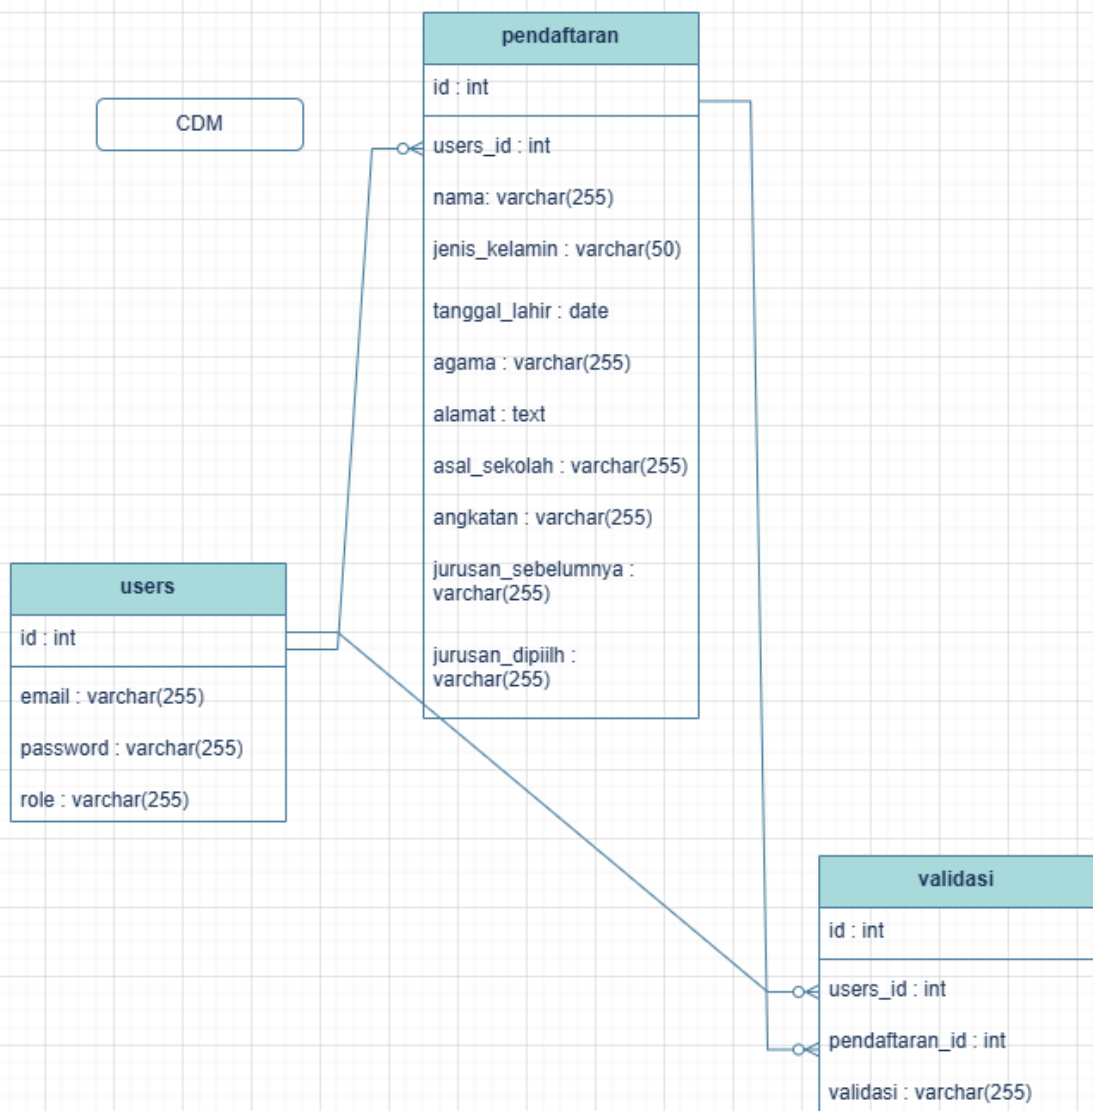 pendaftaran
id : int
CDM
users_id : int
nama: varchar(255)
jenis_kelamin : varchar(50)
tanggal_lahir : date
agama : varchar(255)
alamat : text
asal_sekolah : varchar(255)
angkatan : varchar(255)
jurusan_sebelumnya :
varchar(255)
jurusan_dipiilh :
varchar(255)
users
id : int
email : varchar(255)
password : varchar(255)
role : varchar(255)
validasi
id : int
users_id : int
pendaftaran_id : int
validasi : varchar(255)